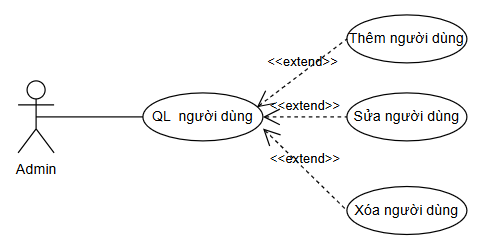 Thêm người dùng
<<extend>>
Admin
QL người dùng
<<extend>>
Sửa người dùng
<<extend>>
Xóa người dùng